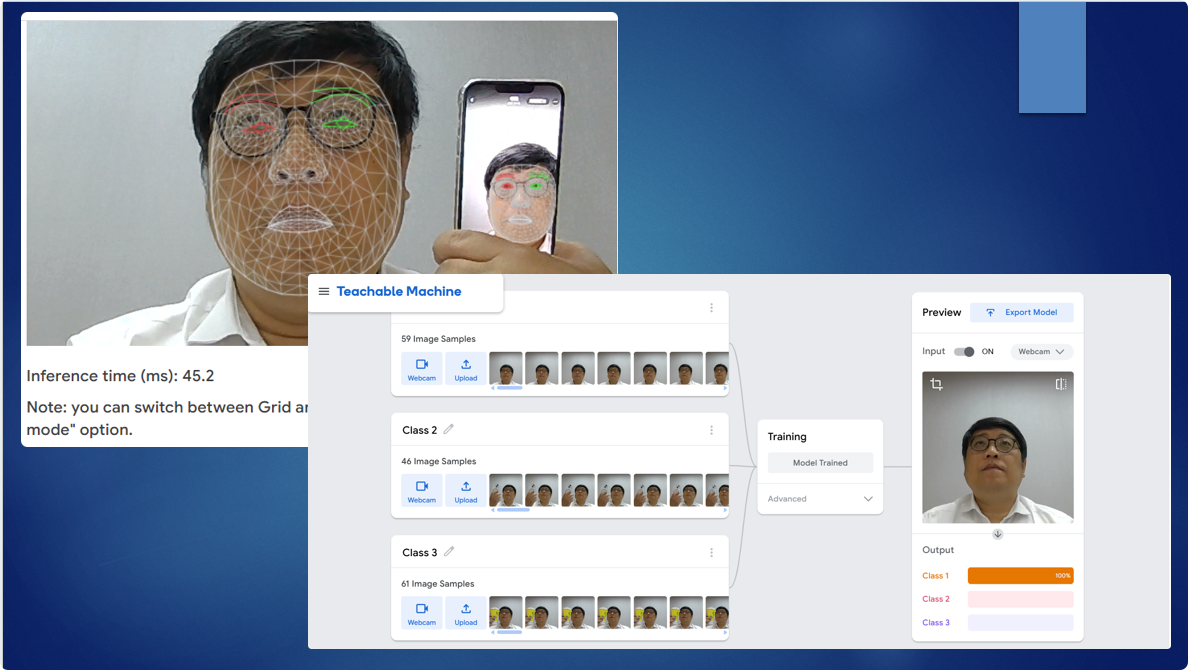 Inference time (ms): 45.2
Note: you can switch between Grid
mode" option.
Teachable Machine
59 Image Samples
Webcam
Upload
Class 2
46 Image Samples
Webcam
Upload
Class 3
61 Image Samples
Webcam
Upload
Training
Model Trained
Advanced
Preview
Export Model
Input
ON
Webcam
Output
Class 1
100%
Class 2
Class 3